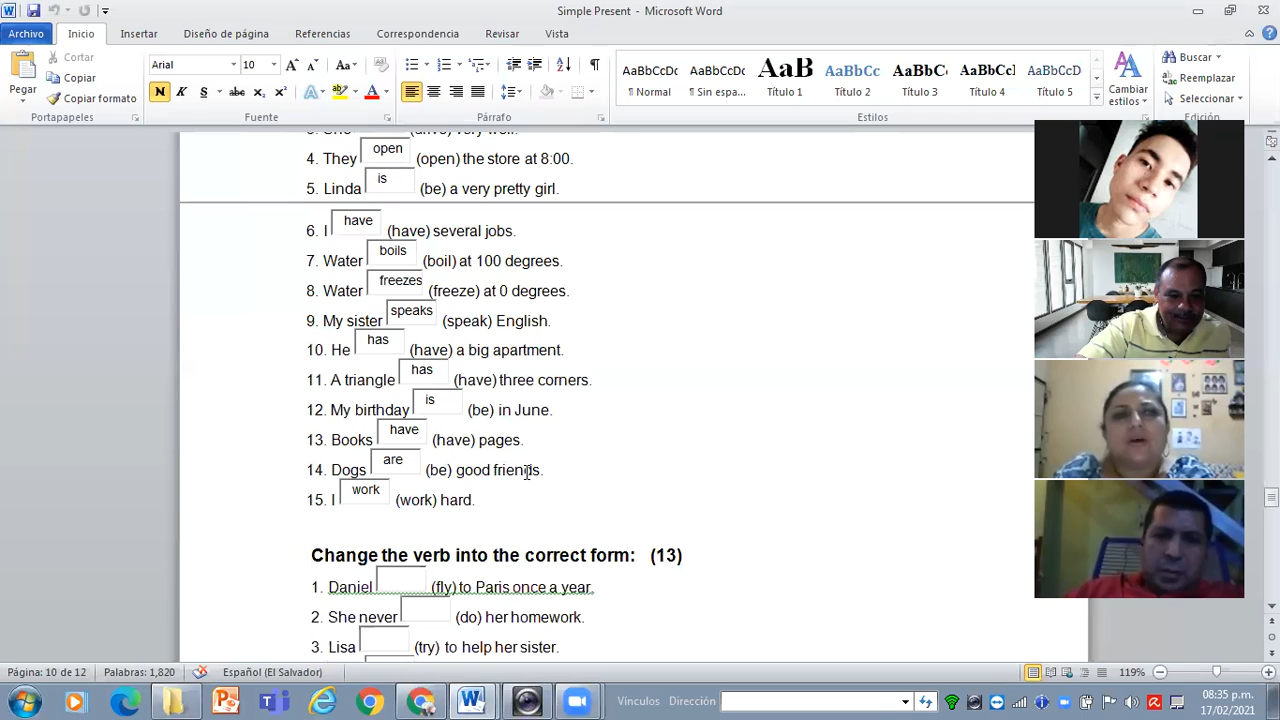 Simple Present - Microsoft Word
Archivo Inicio Insertar Diseño de página Referencias Correspondencia Revisar Vista
Pegar
Cortar
Copiar
Copiar formato
Portapapeles
Arial 10
Fuente
Párrafo
AaBbCcDc AaBbCcDc AaB AaBbCc AaBbC AaBbCc AaBbCcD
¶ Normal ¶ Sin espa... Título 1 Título 2 Título 3 Título 4 Título 5
Cambiar estilos
Estilos
Buscar
Reemplazar
Seleccionar
Edición
4. They open (open) the store at 8:00.
5. Linda is (be) a very pretty girl.
6. I have (have) several jobs.
7. Water boils (boil) at 100 degrees.
8. Water freezes (freeze) at 0 degrees.
9. My sister speaks (speak) English.
10. He has (have) a big apartment.
11. A triangle has (have) three corners.
12. My birthday is (be) in June.
13. Books have (have) pages.
14. Dogs are (be) good friends.
15. I work (work) hard.
Change the verb into the correct form: (13)
1. Daniel (fly) to Paris once a year.
2. She never (do) her homework.
3. Lisa (try) to help her sister.
Página: 10 de 12 Palabras: 1,820 Español (El Salvador) 119%
Vínculos Dirección
08:35 p.m.
17/02/2021